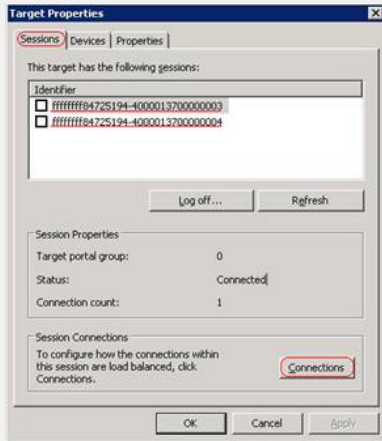 Target Properties
Sessions Devices Properties
This target has the following sessions:
Identifier
ffffffff84725194-4000013700000003
ffffffff84725194-4000013700000004
Log off... Refresh
Session Properties
Target portal group: 0
Status: Connected
Connection count: 1
Session Connections
To configure how the connections within
this session are load balanced, click
Connections.
Connections
OK Cancel Apply